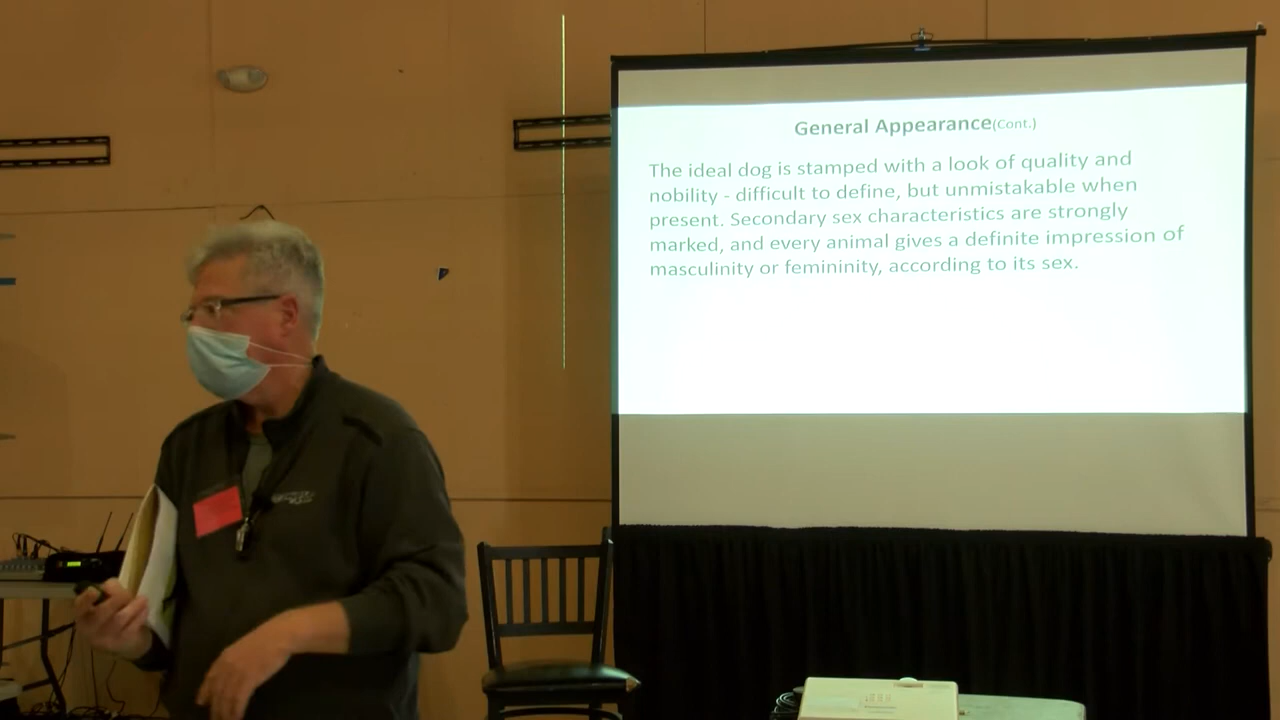 General Appearance(Cont.)
The ideal dog is stamped with a look of quality and
nobility - difficult to define, but unmistakable when
present. Secondary sex characteristics are strongly
marked, and every animal gives a definite impression of
masculinity or femininity, according to its sex.